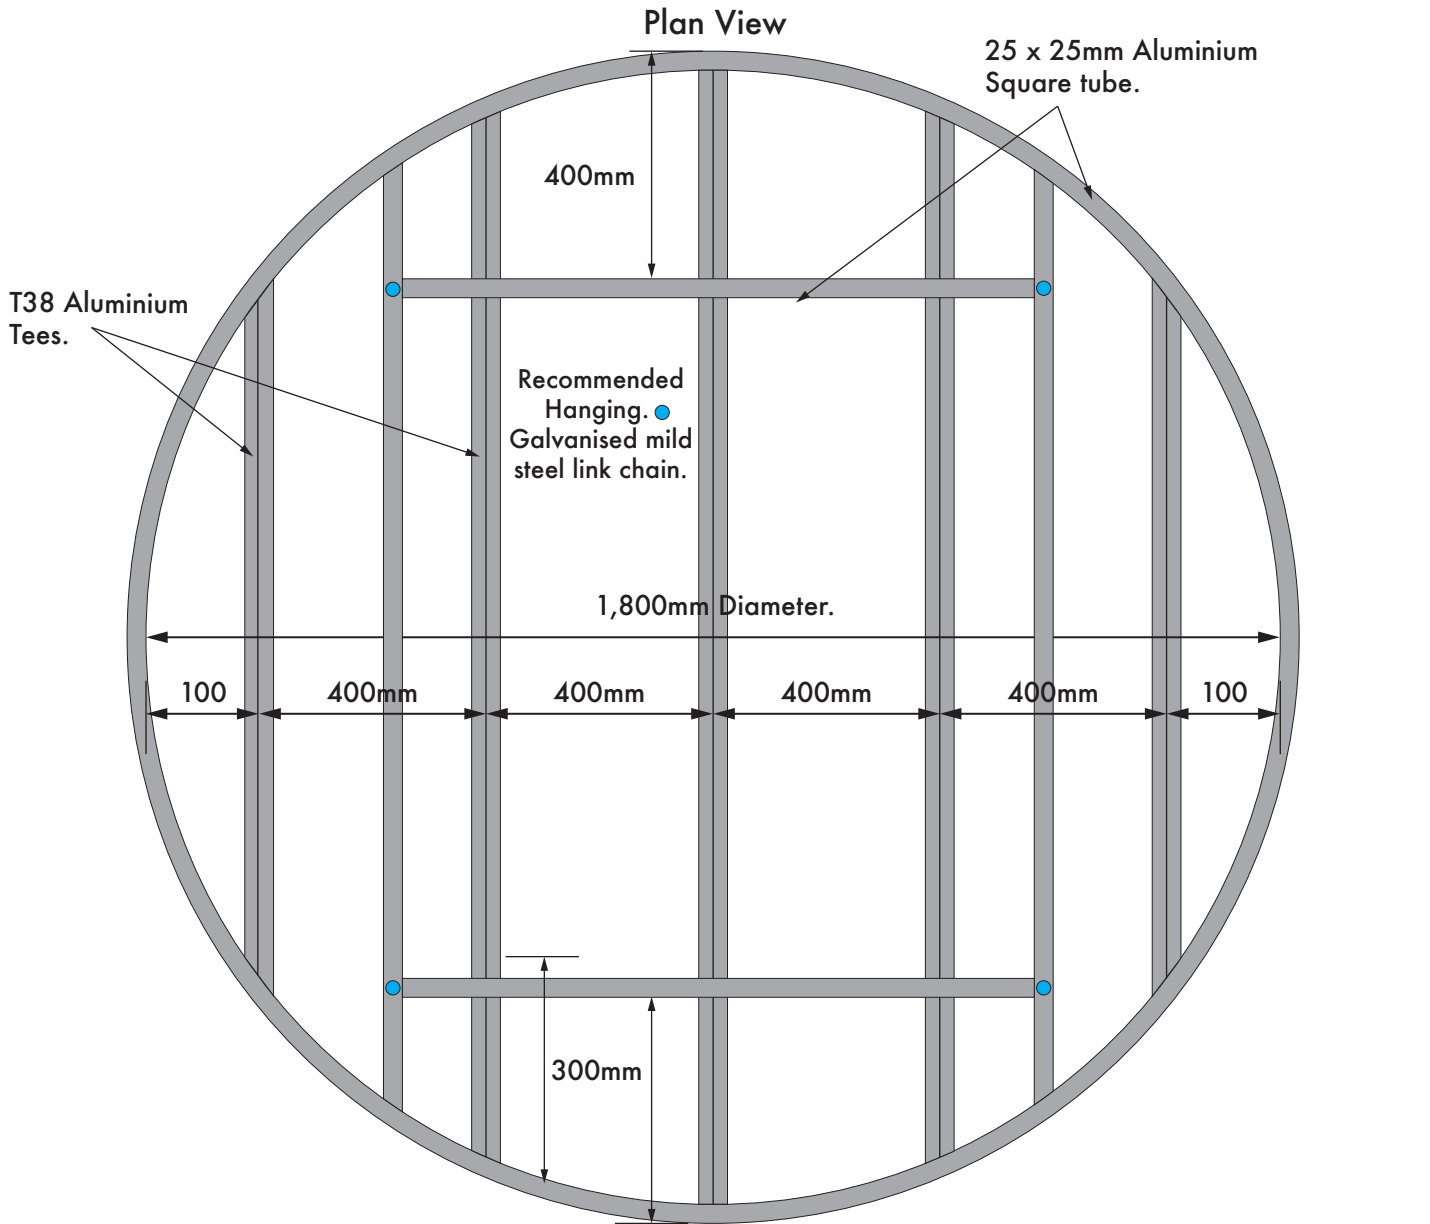 Plan View
25 x 25mm Aluminium
Square tube.
400mm
T38 Aluminium
Tees.
Recommended
Hanging.
Galvanised mild
steel link chain.
1,800mm Diameter.
100
400mm
400mm
400mm
400mm
100
300mm